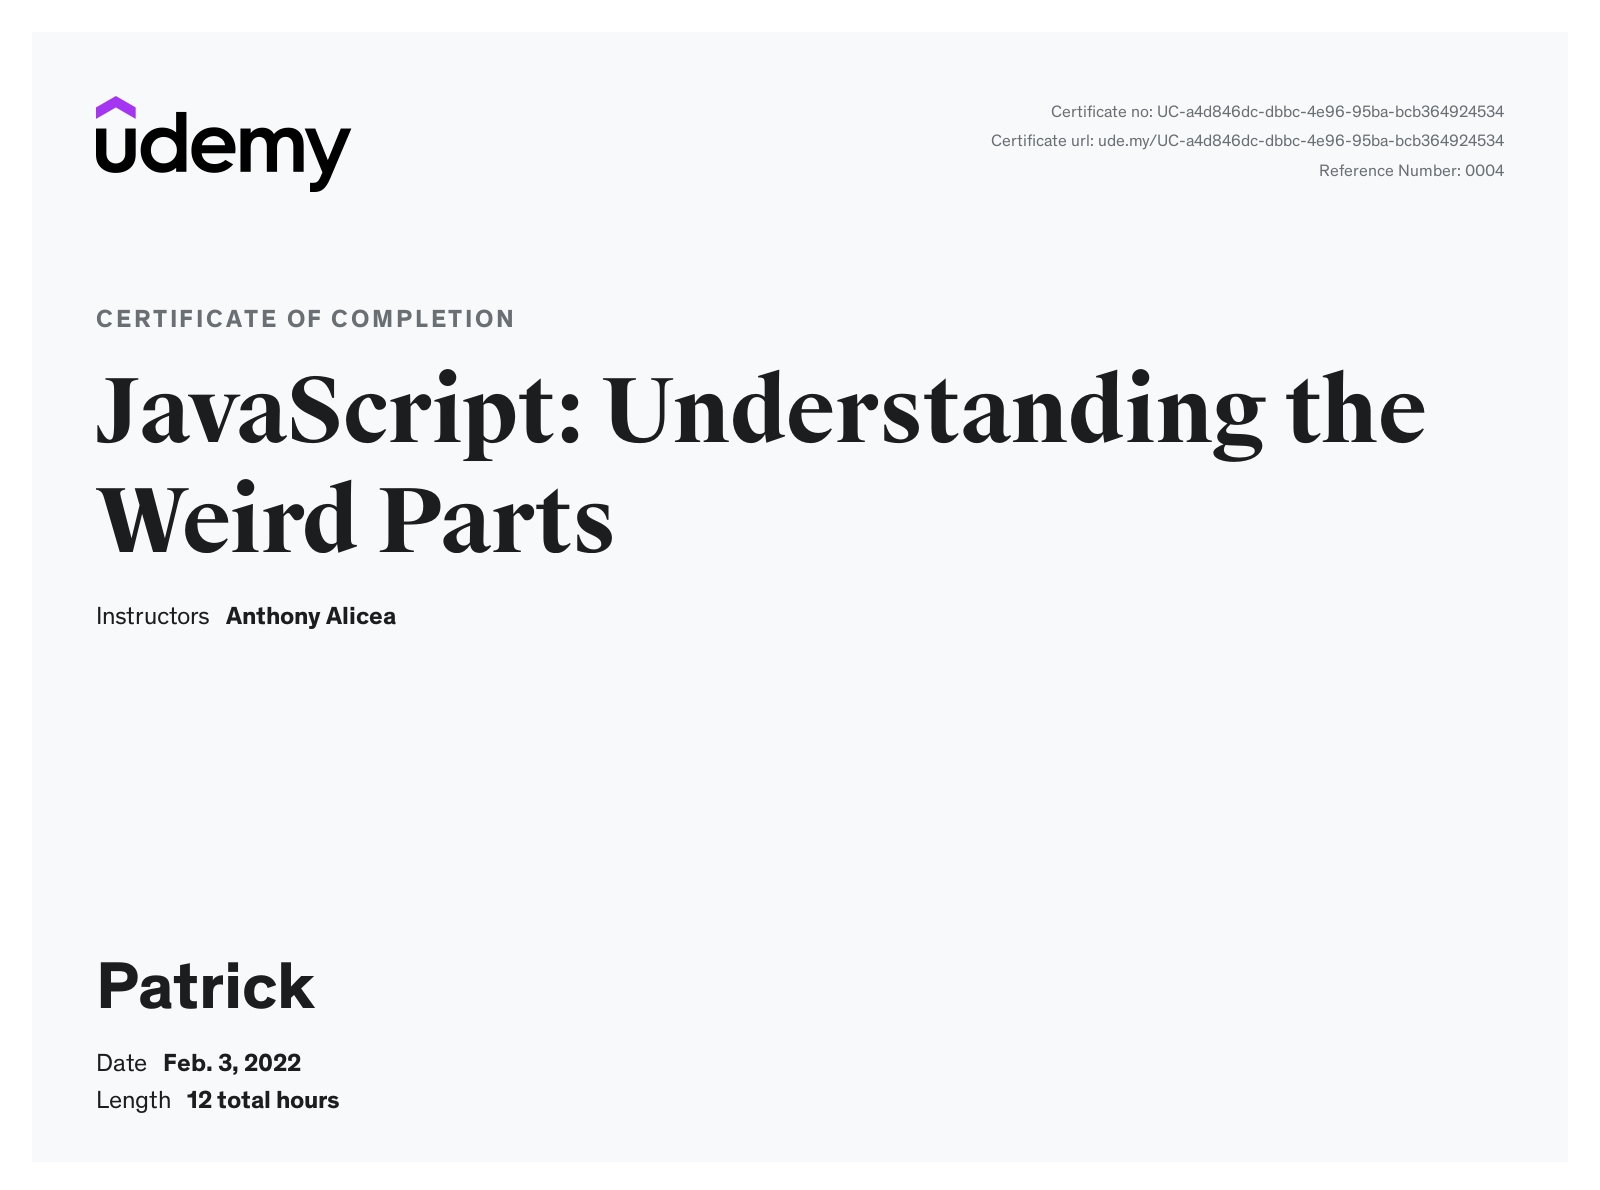 udemy
Certificate no: UC-a4d846dc-dbbc-4e96-95ba-bcb364924534
Certificate url: ude.my/UC-a4d846dc-dbbc-4e96-95ba-bcb364924534
Reference Number: 0004
CERTIFICATE OF COMPLETION
JavaScript: Understanding the
Weird Parts
Instructors Anthony Alicea
Patrick
Date Feb. 3, 2022
Length 12 total hours